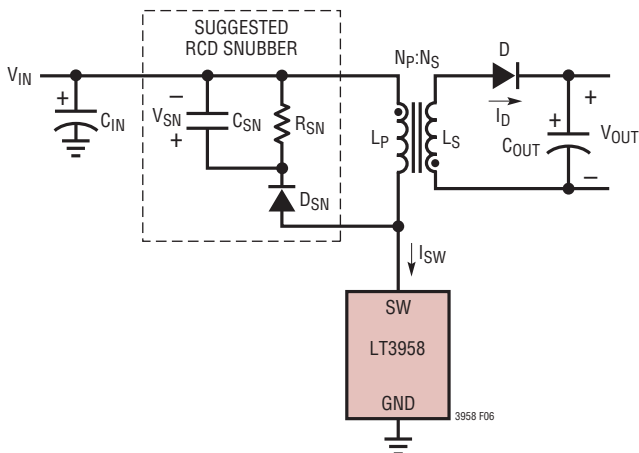 SUGGESTED
RCD SNUBBER
NP:NS
D
VIN
+
CIN
−
VSN
+
CSN
RSN
LP
LS
ID
+
COUT
+
VOUT
−
DSN
ISW
SW
LT3958
GND
3958 F06